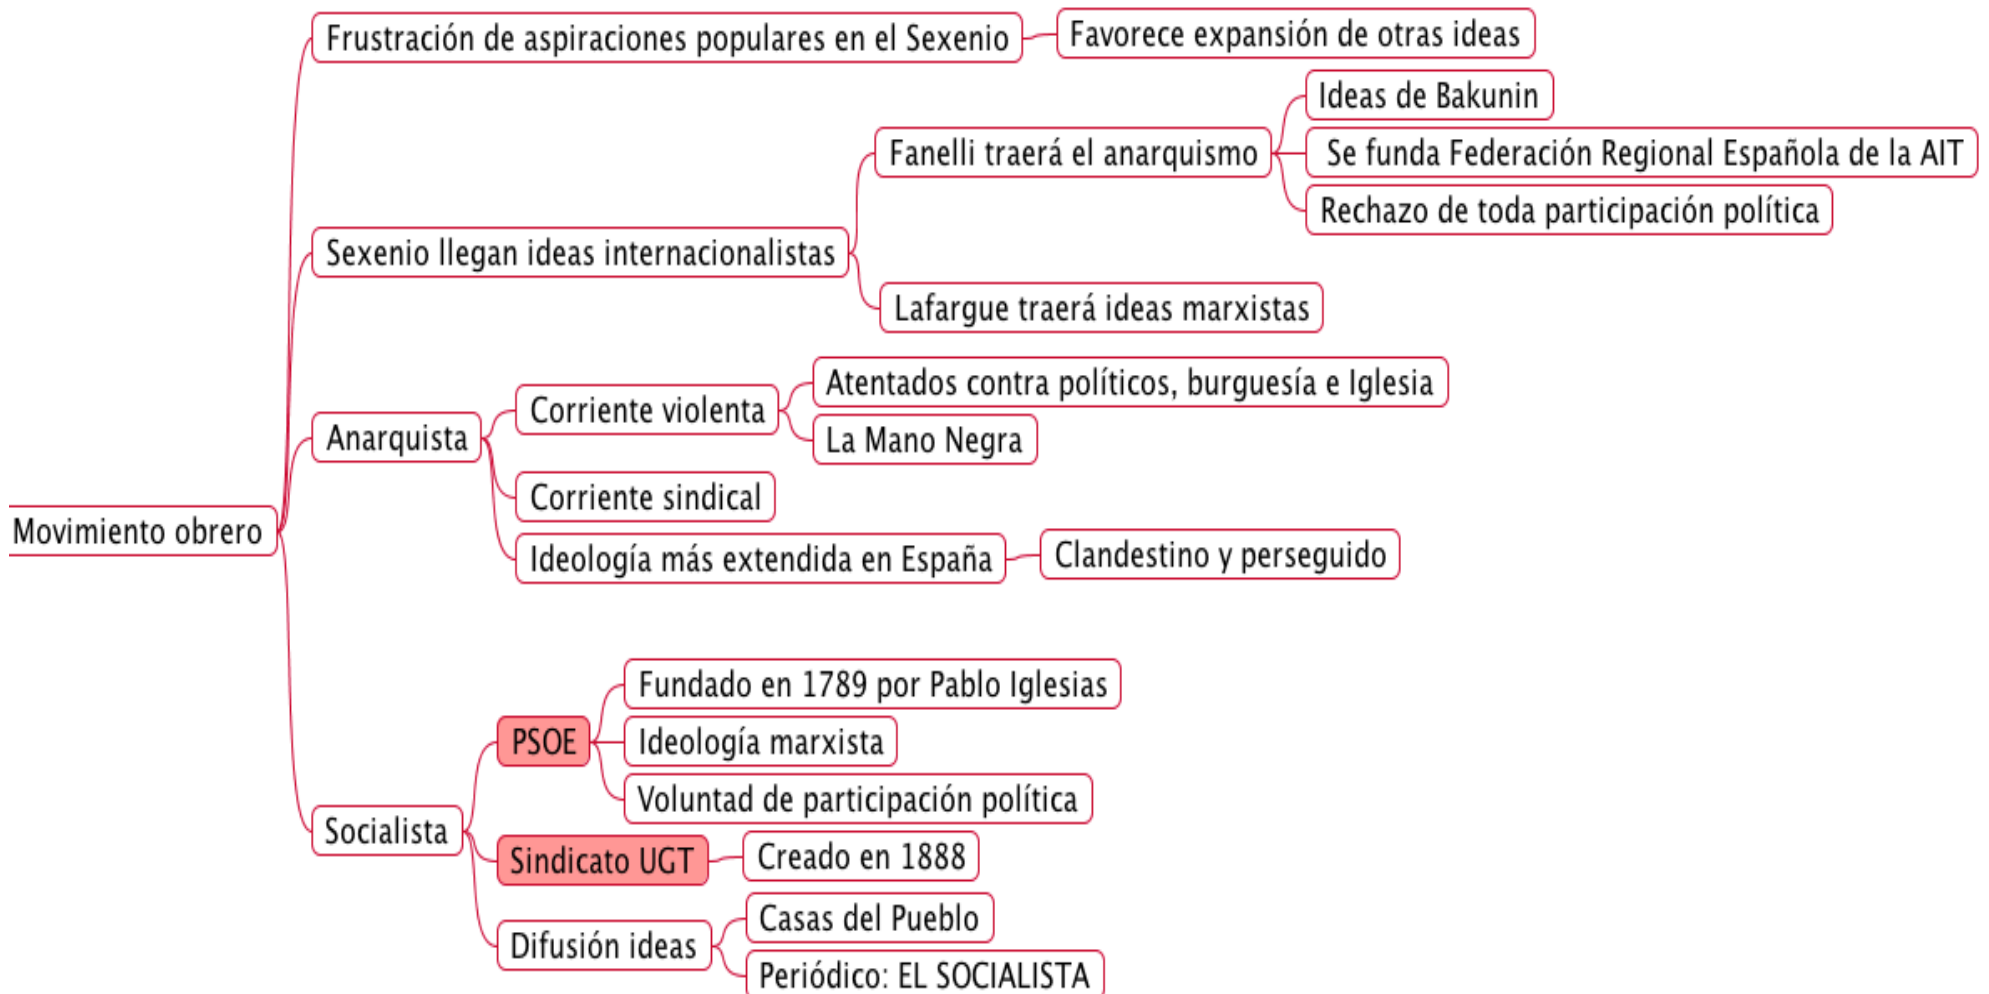 Frustración de aspiraciones populares en el Sexenio
Favorece expansión de otras ideas
Ideas de Bakunin
Fanelli traerá el anarquismo
Se funda Federación Regional Española de la AIT
Rechazo de toda participación política
Sexenio llegan ideas internacionalistas
Lafargue traerá ideas marxistas
Atentados contra políticos, burguesía e Iglesia
Corriente violenta
La Mano Negra
Anarquista
Corriente sindical
Movimiento obrero
Ideología más extendida en España
Clandestino y perseguido
Fundado en 1789 por Pablo Iglesias
PSOE
Ideología marxista
Voluntad de participación política
Socialista
Sindicato UGT
Creado en 1888
Casas del Pueblo
Difusión ideas
Periódico: EL SOCIALISTA